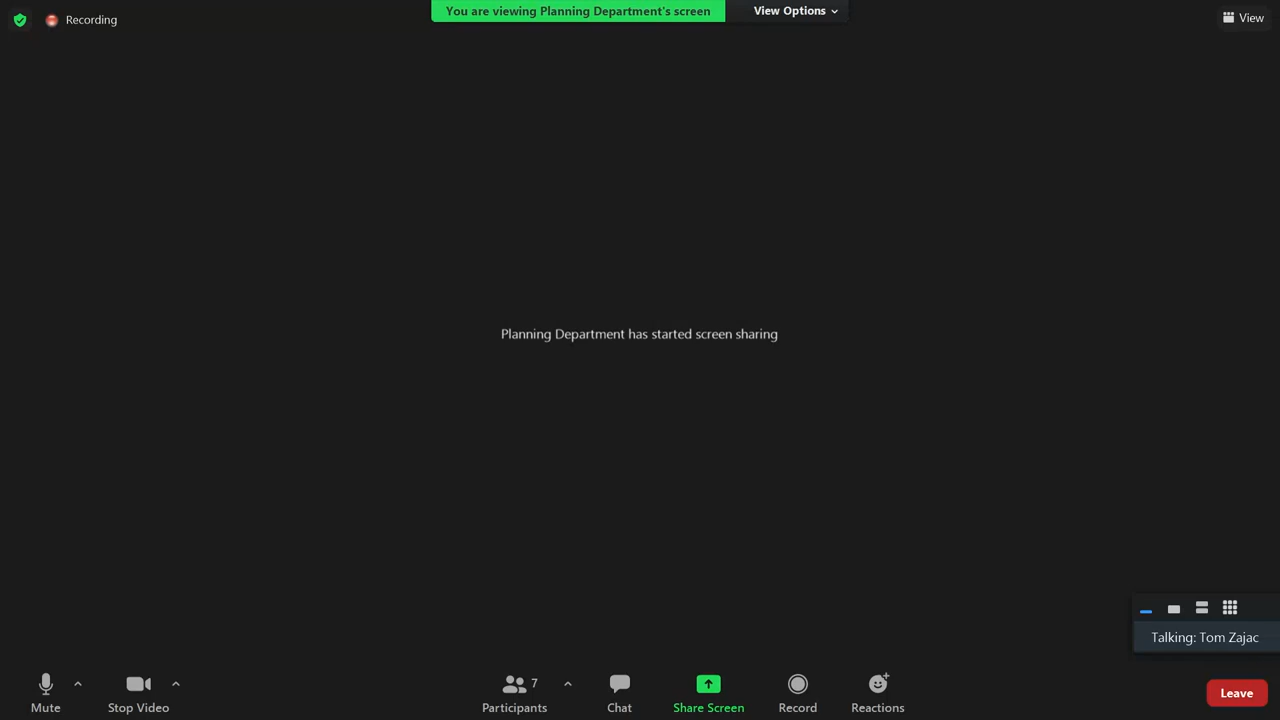 Recording
You are viewing Planning Department's screen
View Options
View
Planning Department has started screen sharing
Talking: Tom Zajac
Mute
Stop Video
7
Participants
Chat
Share Screen
Record
Reactions
Leave